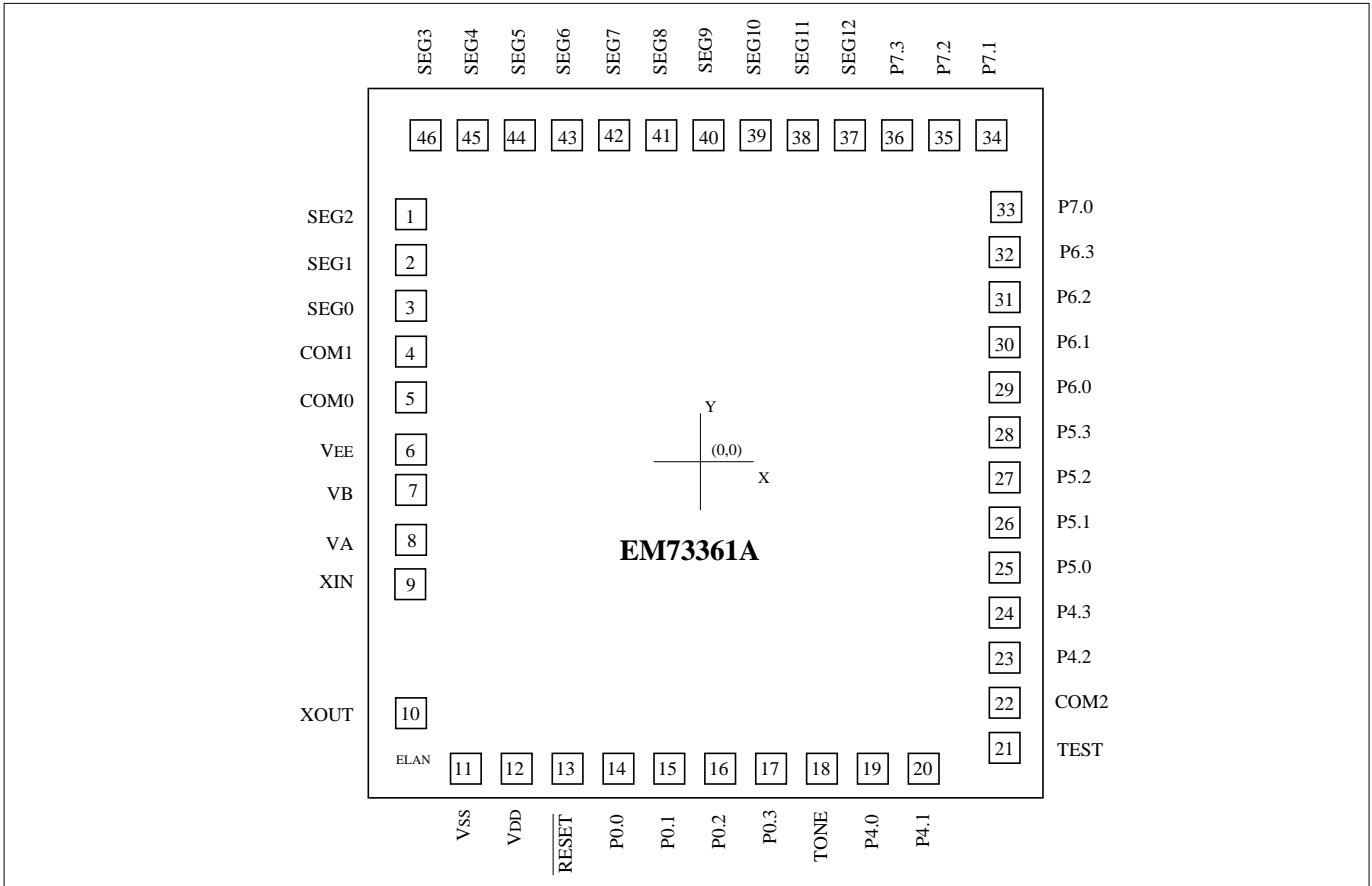 SEG3 SEG4 SEG5 SEG6 SEG7 SEG8 SEG9 SEG10 SEG11 SEG12 P7.3 P7.2 P7.1
46 45 44 43 42 41 40 39 38 37 36 35 34
SEG2 1
SEG1 2
SEG0 3
COM1 4
COM0 5
VEE 6
VB 7
VA 8
XIN 9
XOUT 10
Y
(0,0)
X
EM73361A
33 P7.0
32 P6.3
31 P6.2
30 P6.1
29 P6.0
28 P5.3
27 P5.2
26 P5.1
25 P5.0
24 P4.3
23 P4.2
22 COM2
21 TEST
ELAN
11 12 13 14 15 16 17 18 19 20
VSS VDD RESET P0.0 P0.1 P0.2 P0.3 TONE P4.0 P4.1